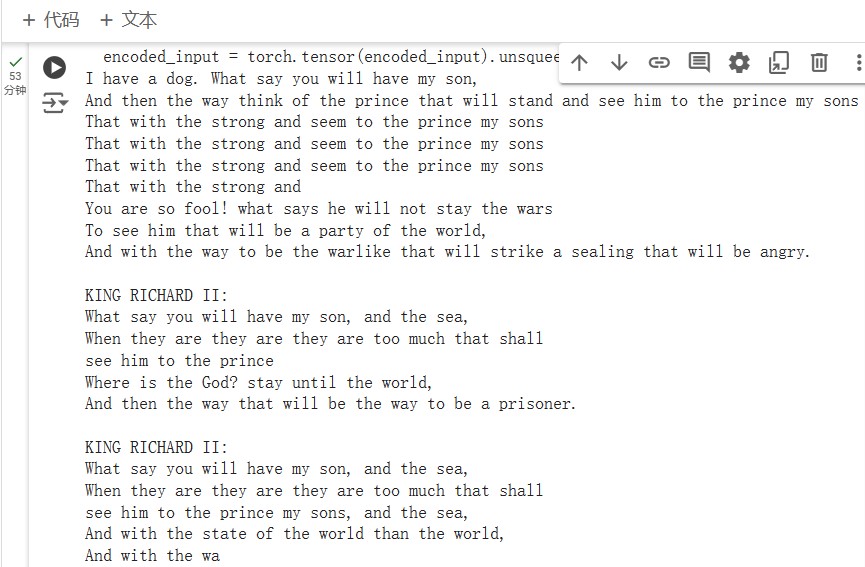 + 代码 + 文本
53
分钟
encoded_input = torch.tensor(encoded_input).unsquee
I have a dog. What say you will have my son,
And then the way think of the prince that will stand and see him to the prince my sons
That with the strong and seem to the prince my sons
That with the strong and seem to the prince my sons
That with the strong and seem to the prince my sons
That with the strong and
You are so fool! what says he will not stay the wars
To see him that will be a party of the world,
And with the way to be the warlike that will strike a sealing that will be angry.
KING RICHARD II:
What say you will have my son, and the sea,
When they are they are they are too much that shall
see him to the prince
Where is the God? stay until the world,
And then the way that will be the way to be a prisoner.
KING RICHARD II:
What say you will have my son, and the sea,
When they are they are they are too much that shall
see him to the prince my sons, and the sea,
And with the state of the world than the world,
And with the wa